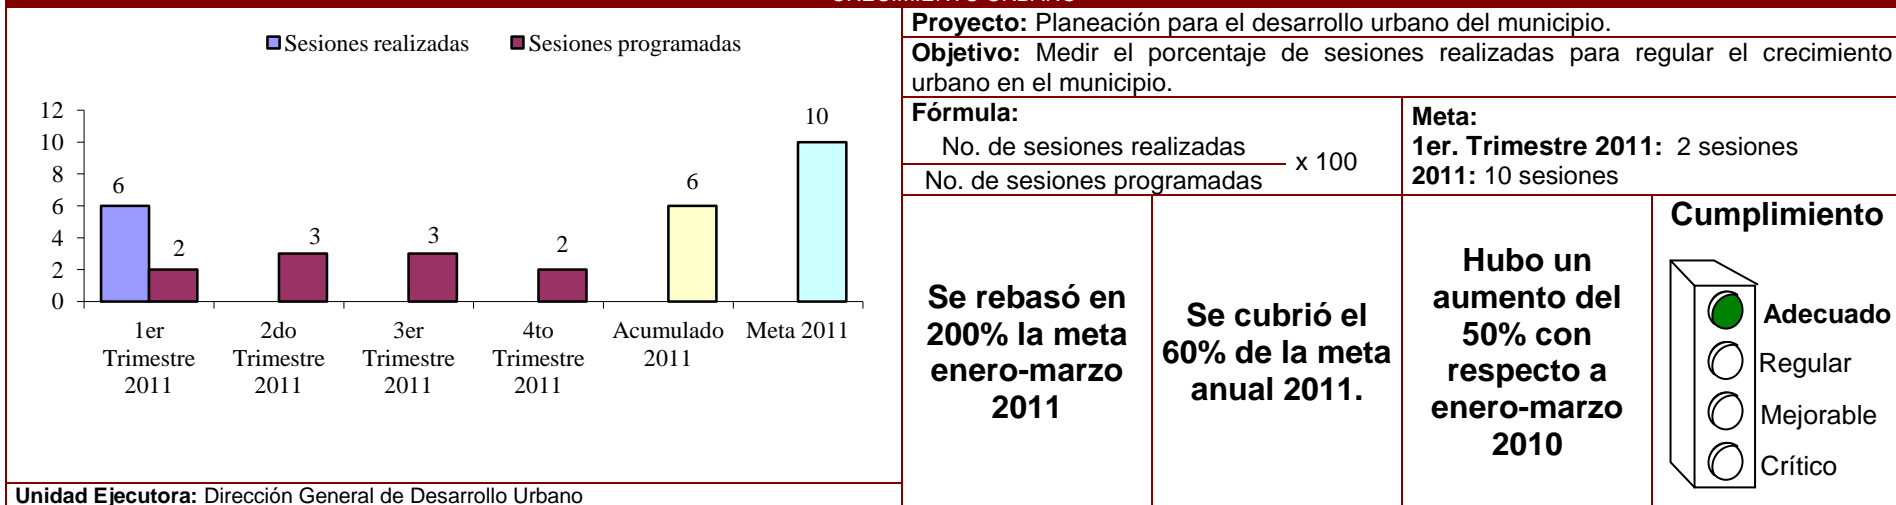 CRECIMIENTO URBANO
Sesiones realizadas
Sesiones programadas
12
10
8
6
4
2
0
6
2
3
3
2
6
10
1er
Trimestre
2011
2do
Trimestre
2011
3er
Trimestre
2011
4to
Trimestre
2011
Acumulado
2011
Meta 2011
Unidad Ejecutora: Dirección General de Desarrollo Urbano
Proyecto: Planeación para el desarrollo urbano del municipio.
Objetivo: Medir el porcentaje de sesiones realizadas para regular el crecimiento
urbano en el municipio.
Fórmula:
No. de sesiones realizadas
x 100
No. de sesiones programadas
Meta:
1er. Trimestre 2011: 2 sesiones
2011: 10 sesiones
Se rebasó en
200% la meta
enero-marzo
2011
Se cubrió el
60% de la meta
anual 2011.
Hubo un
aumento del
50% con
respecto a
enero-marzo
2010
Cumplimiento
Adecuado
Regular
Mejorable
Crítico